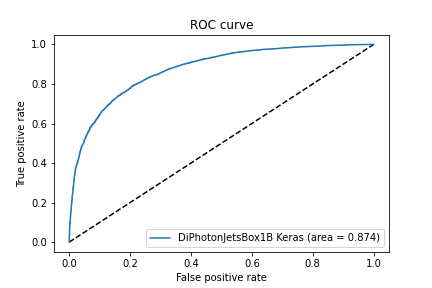 ROC curve
1.0
0.8
0.6
0.4
0.2
0.0
True positive rate
DiPhotonJetsBox1B Keras (area = 0.874)
0.0 0.2 0.4 0.6 0.8 1.0
False positive rate